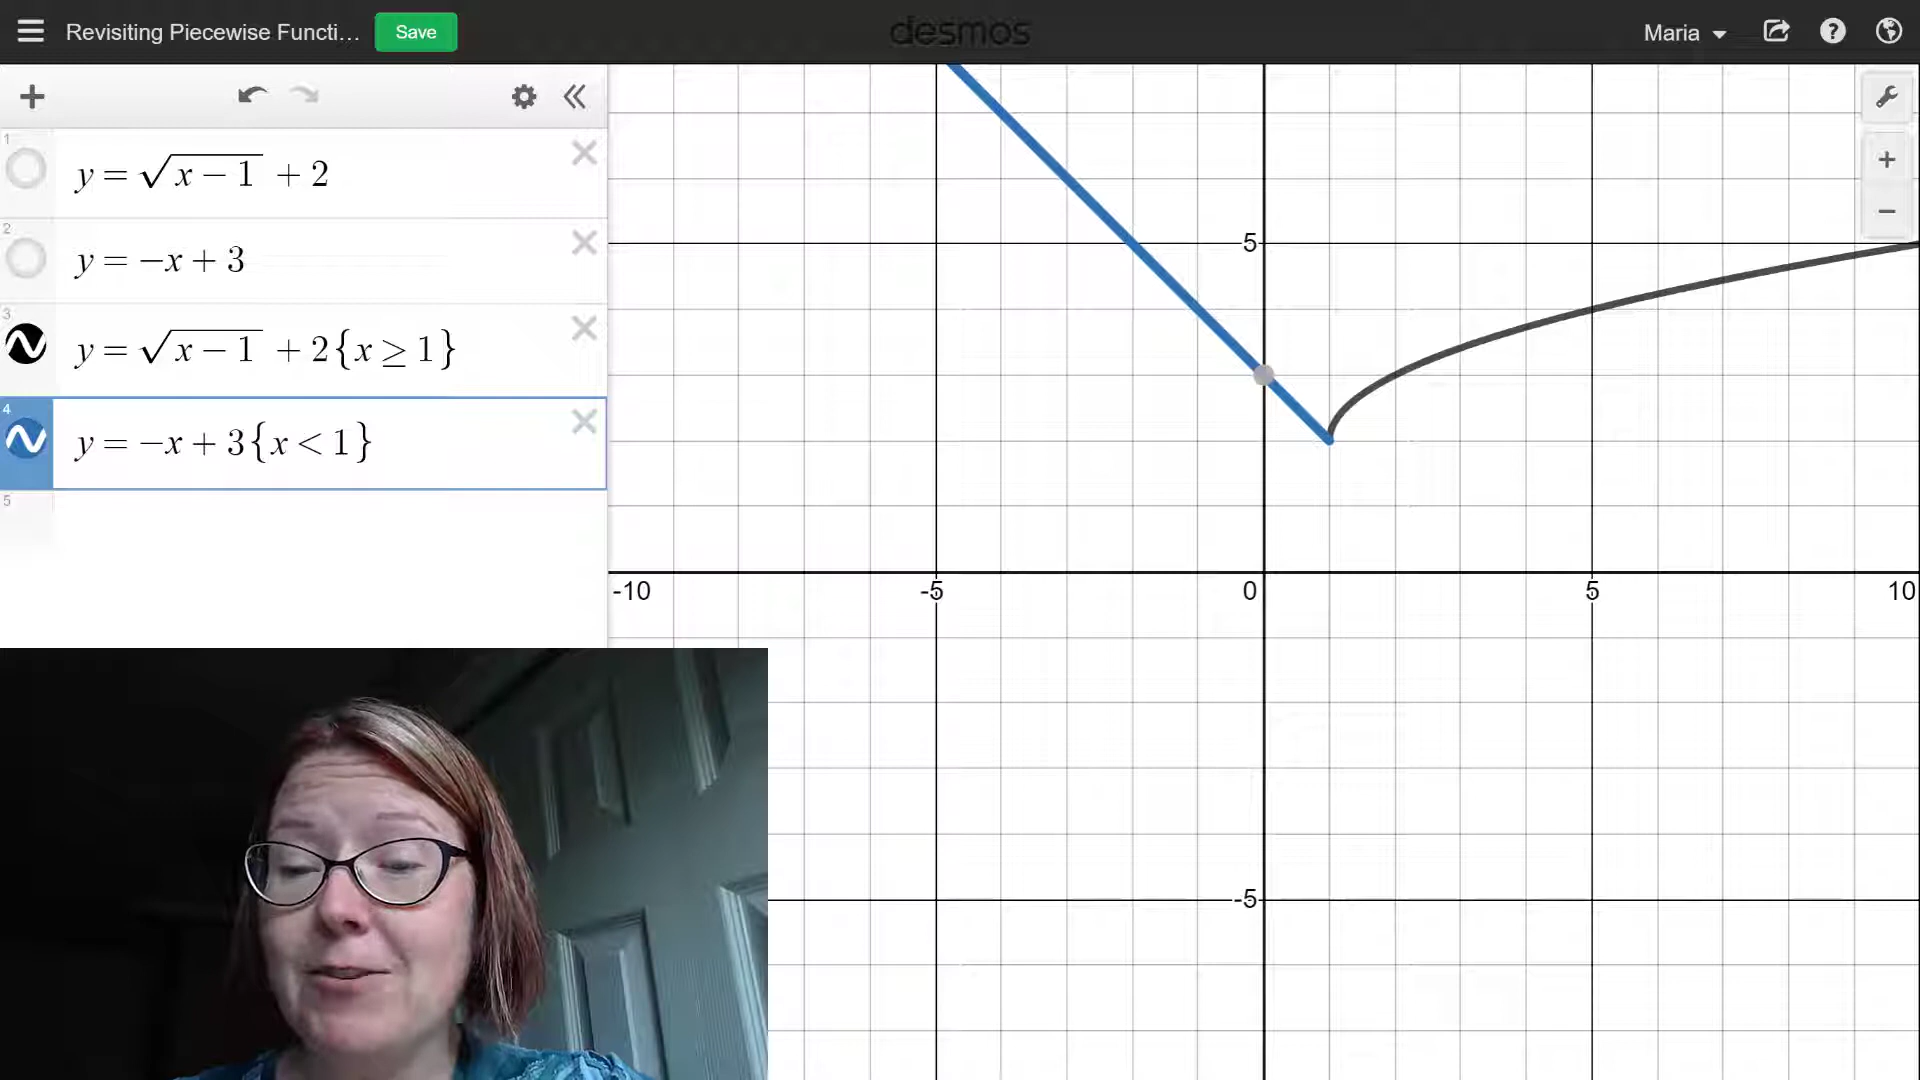 Revisiting Piecewise Functi...
Save
desmos
Maria
1
y = √(x − 1) + 2
2
y = −x + 3
3
y = √(x − 1) + 2{x ≥ 1}
4
y = −x + 3{x < 1}
5
5
-10
-5
0
5
10
-5